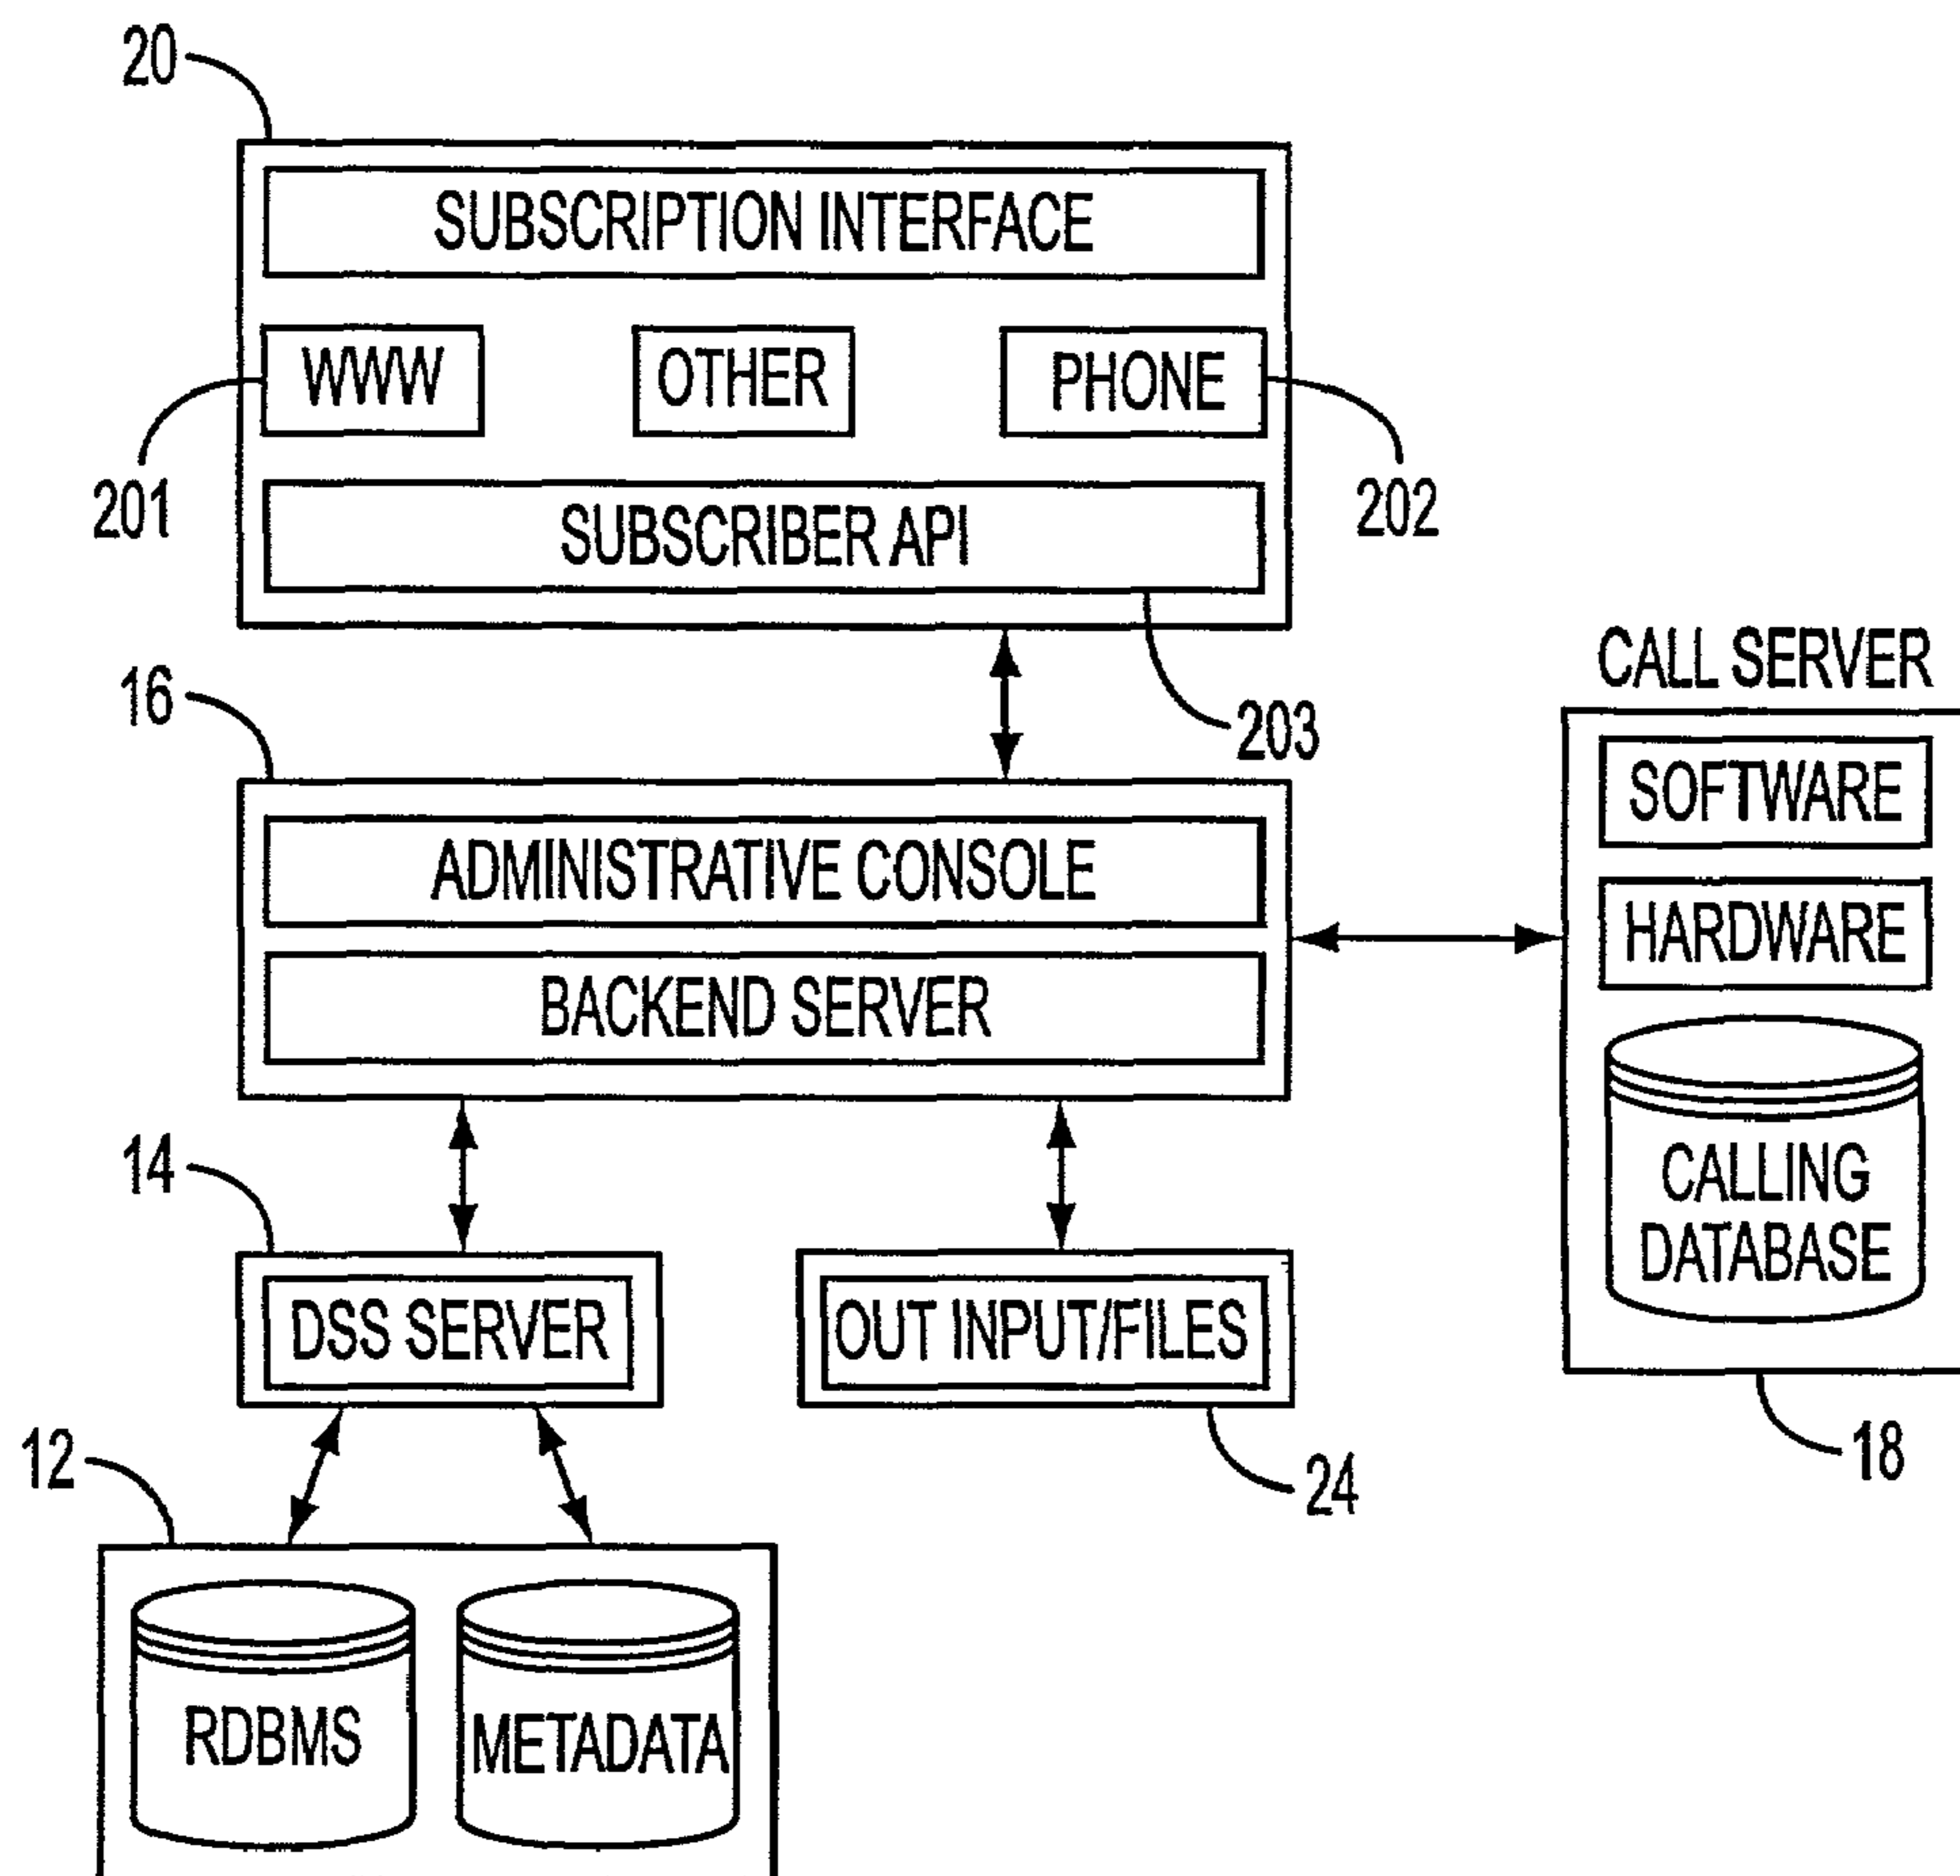 20
SUBSCRIPTION INTERFACE
WWW
OTHER
PHONE
201
202
SUBSCRIBER API
203
16
ADMINISTRATIVE CONSOLE
BACKEND SERVER
CALL SERVER
SOFTWARE
HARDWARE
CALLING
DATABASE
18
14
DSS SERVER
OUT INPUT/FILES
24
12
RDBMS
METADATA